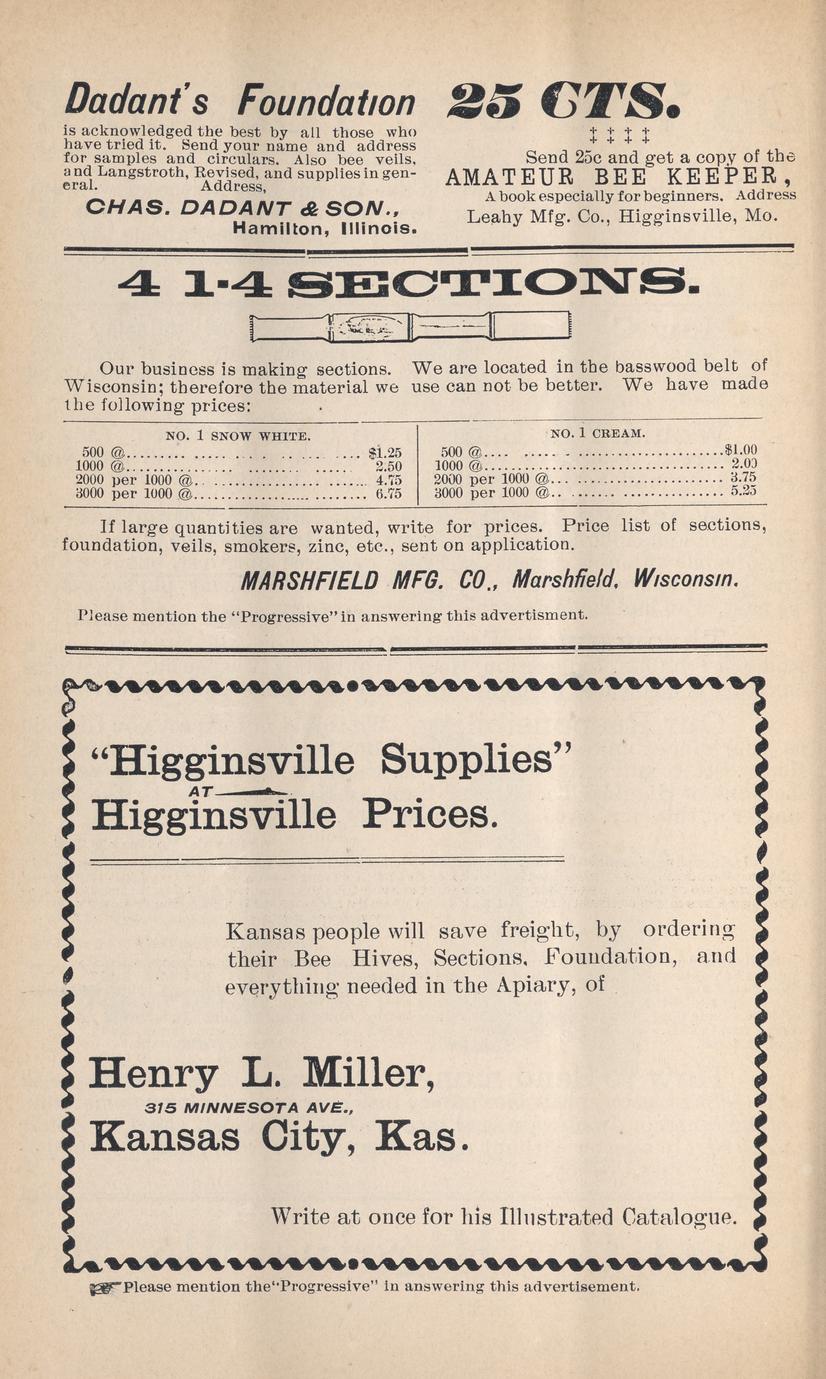 Dadant's Foundation
is acknowledged the best by all those who
have tried it. Send your name and address
for samples and circulars. Also bee veils,
and Langstroth, Revised, and supplies in gen-
eral. Address,
CHAS. DADANT & SON.,
Hamilton, Illinois.
25 CTS.
‡ ‡ ‡ ‡
Send 25c and get a copy of the
AMATEUR BEE KEEPER,
A book especially for beginners. Address
Leahy Mfg. Co., Higginsville, Mo.
4 1-4 SECTIONS.
Our business is making sections. We are located in the basswood belt of
Wisconsin; therefore the material we use can not be better. We have made
the following prices:
NO. 1 SNOW WHITE.
500 @.................... $1.25
1000 @.................... 2.50
2000 per 1000 @.................... 4.75
3000 per 1000 @.................... 6.75
NO. 1 CREAM.
500 @....................$1.00
1000 @.................... 2.00
2000 per 1000 @.................... 3.75
3000 per 1000 @.................... 5.25
If large quantities are wanted, write for prices. Price list of sections,
foundation, veils, smokers, zinc, etc., sent on application.
MARSHFIELD MFG. CO., Marshfield, Wisconsin.
Please mention the "Progressive" in answering this advertisment.
"Higginsville Supplies"
AT
Higginsville Prices.
Kansas people will save freight, by ordering
their Bee Hives, Sections, Foundation, and
everything needed in the Apiary, of
Henry L. Miller,
315 MINNESOTA AVE.,
Kansas City, Kas.
Write at once for his Illustrated Catalogue.
☞Please mention the "Progressive" in answering this advertisement.